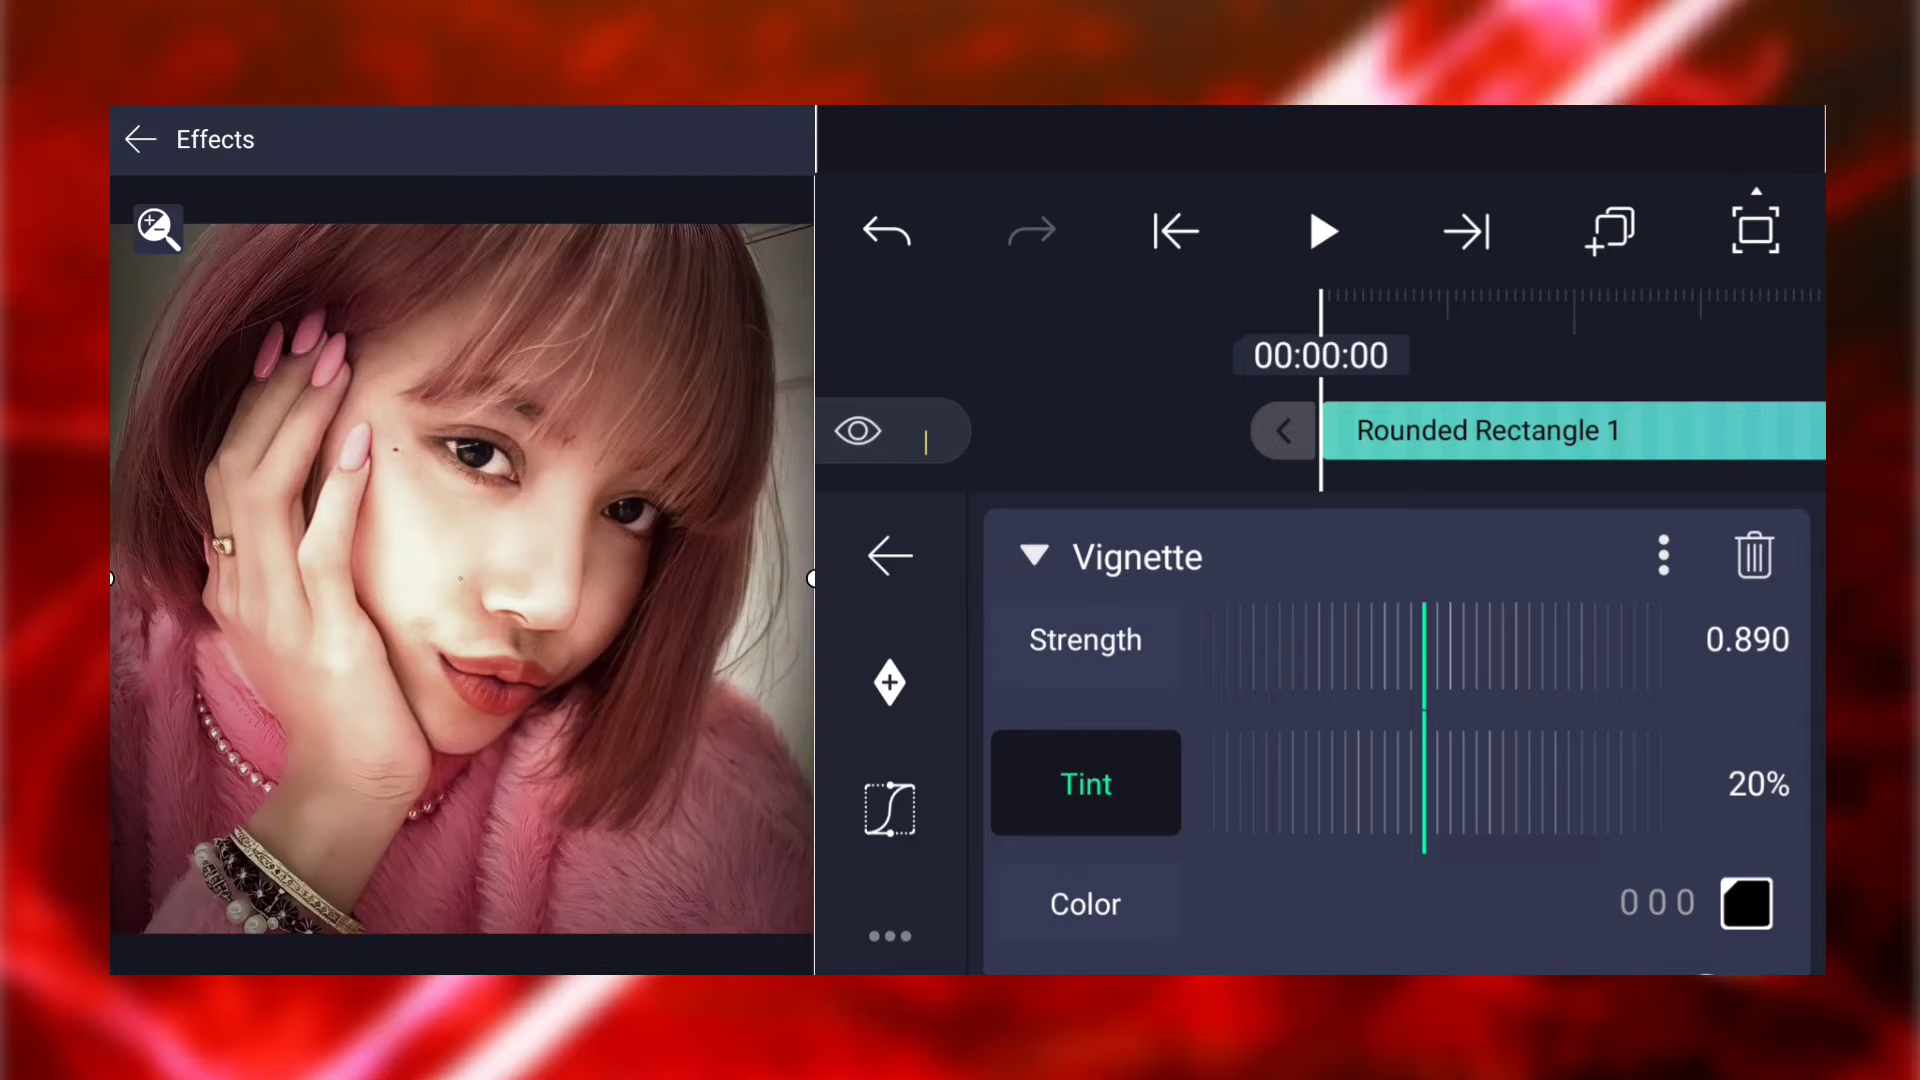 Effects
00:00:00
Rounded Rectangle 1
Vignette
Strength 0.890
Tint 20%
Color 0 0 0